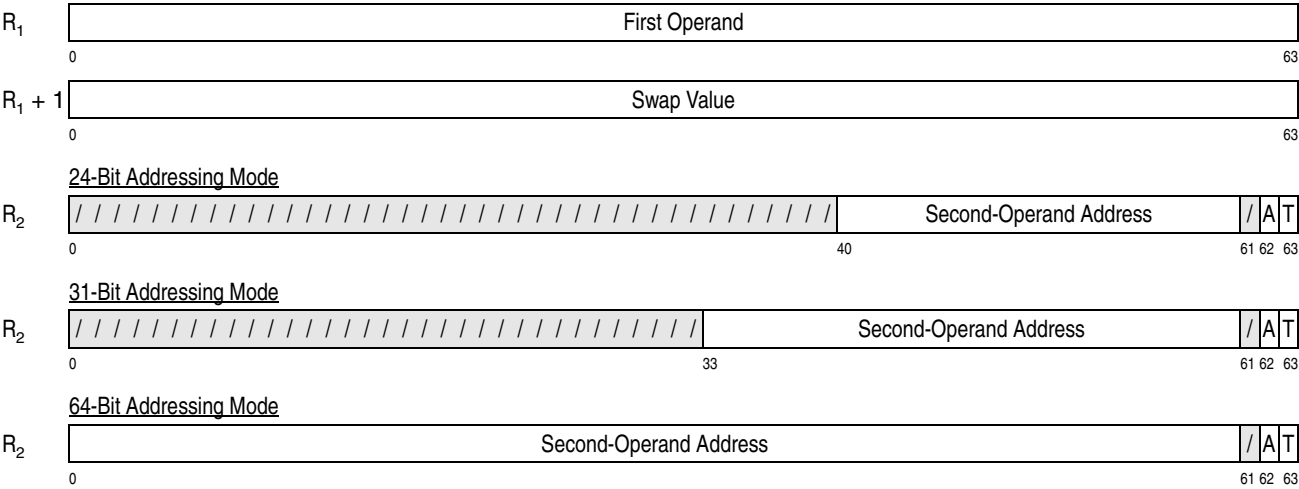 R₁ First Operand
0 63
R₁ + 1 Swap Value
0 63
24-Bit Addressing Mode
R₂ / / / / / / / / / / / / / / / / / / / / / / / / / / / / / / / / / / / / / / / / Second-Operand Address / A T
0 40 61 62 63
31-Bit Addressing Mode
R₂ / / / / / / / / / / / / / / / / / / / / / / / / / / / / / / / / / Second-Operand Address / A T
0 33 61 62 63
64-Bit Addressing Mode
R₂ Second-Operand Address / A T
0 61 62 63